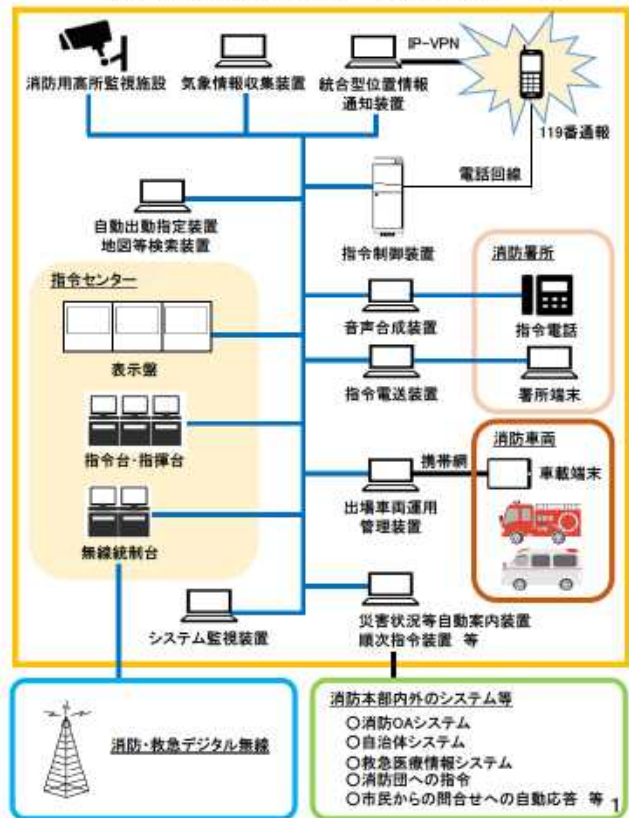 IP-VPN
消防用高所監視施設
気象情報収集装置
統合型位置情報
通知装置
119番通報
電話回線
自動出動指定装置
地図等検索装置
指令制御装置
消防署所
指令センター
音声合成装置
指令電話
表示盤
指令電送装置
署所端末
消防車両
指令台・指揮台
携帯網
車載端末
出場車両運用
管理装置
無線統制台
システム監視装置
災害状況等自動案内装置
順次指令装置 等
消防・救急デジタル無線
消防本部内外のシステム等
○消防OAシステム
○自治体システム
○救急医療情報システム
○消防団への指令
○市民からの問合せへの自動応答 等
1